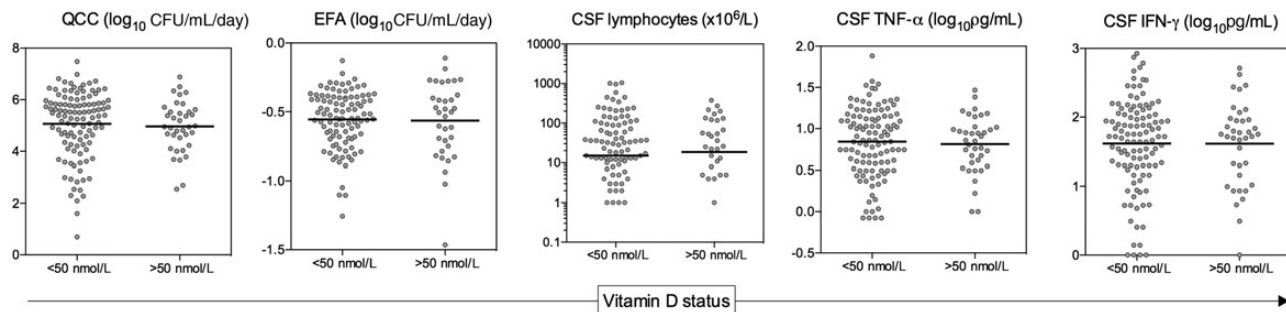 QCC (log10 CFU/mL/day)
8
6
4
2
0
<50 nmol/L >50 nmol/L
EFA (log10CFU/mL/day)
0.0
-0.5
-1.0
-1.5
<50 nmol/L >50 nmol/L
CSF lymphocytes (x10⁶/L)
10000
1000
100
10
1
0.1
<50 nmol/L >50 nmol/L
CSF TNF-α (log10ρg/mL)
2.0
1.5
1.0
0.5
0.0
-0.5
<50 nmol/L >50 nmol/L
CSF IFN-γ (log10pg/mL)
3
2
1
0
<50 nmol/L >50 nmol/L
Vitamin D status